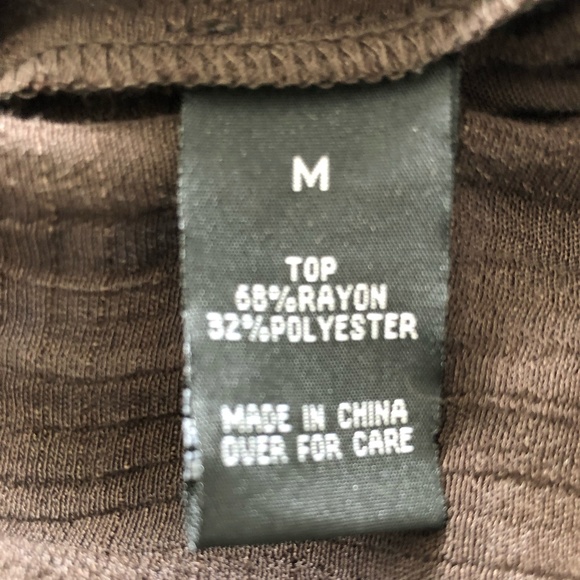 M
TOP
68%RAYON
32%POLYESTER
MADE IN CHINA
OVER FOR CARE